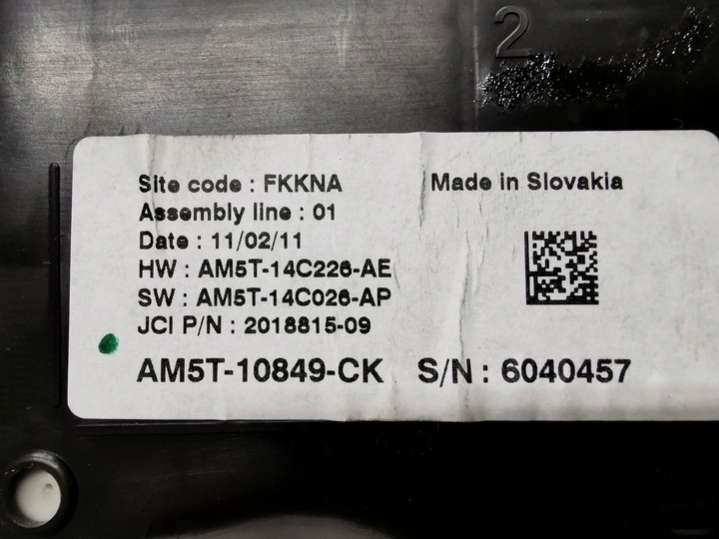 2
Site code : FKKNA
Made in Slovakia
Assembly line : 01
Date : 11/02/11
HW : AM5T-14C226-AE
SW : AM5T-14C026-AP
JCI P/N : 2018815-09
AM5T-10849-CK S/N : 6040457